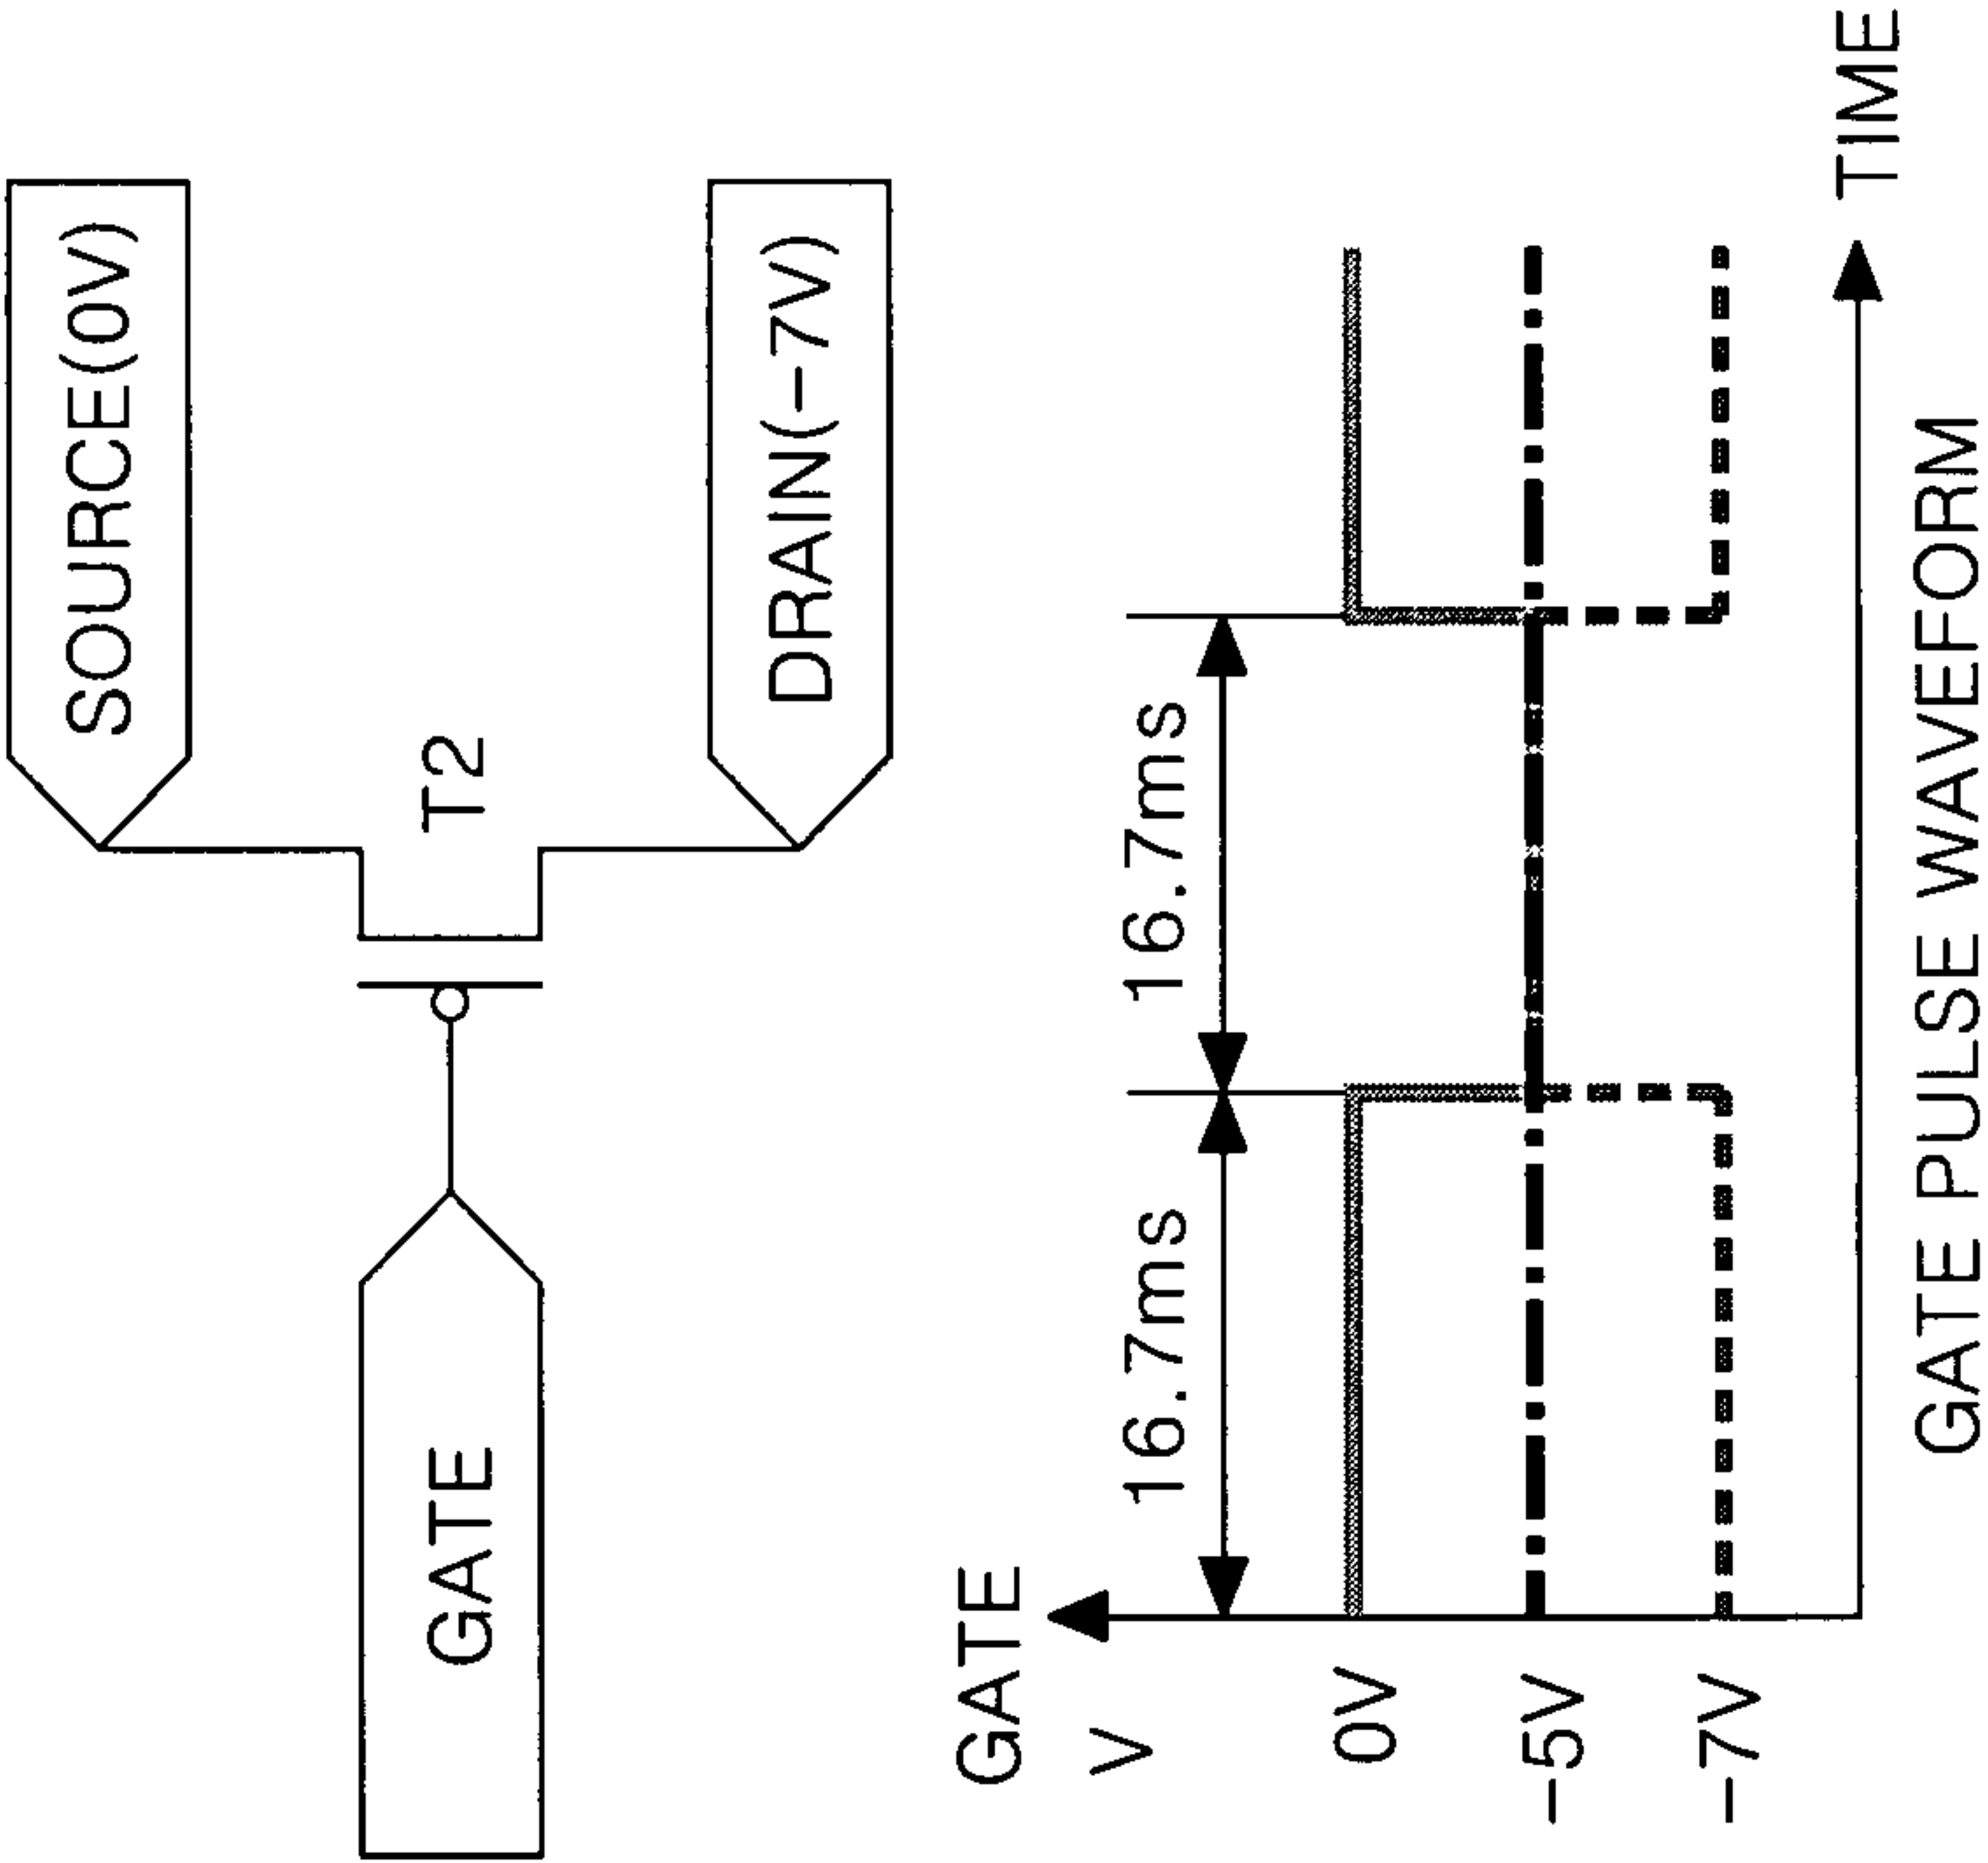 SOURCE(0V)
T2
GATE
DRAIN(-7V)
GATE
V
16.7ms
16.7ms
0V
-5V
-7V
TIME
GATE PULSE WAVEFORM